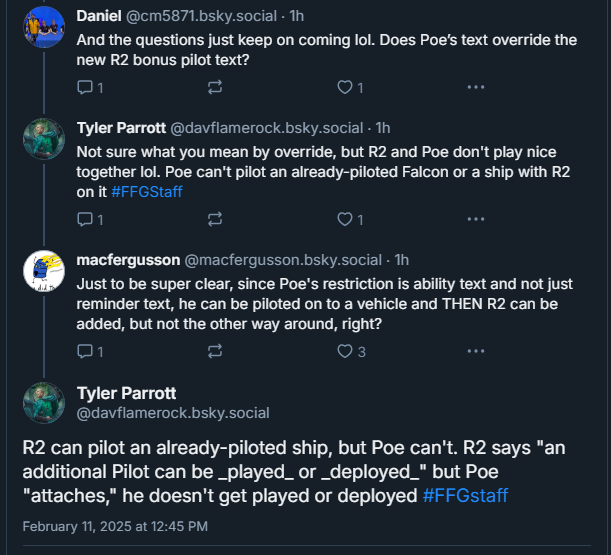 Daniel @cm5871.bsky.social · 1h
And the questions just keep on coming lol. Does Poe's text override the
new R2 bonus pilot text?
1 1
Tyler Parrott @davflamerock.bsky.social · 1h
Not sure what you mean by override, but R2 and Poe don't play nice
together lol. Poe can't pilot an already-piloted Falcon or a ship with R2
on it #FFGStaff
1 1
macfergusson @macfergusson.bsky.social · 1h
Just to be super clear, since Poe's restriction is ability text and not just
reminder text, he can be piloted on to a vehicle and THEN R2 can be
added, but not the other way around, right?
1 3
Tyler Parrott
@davflamerock.bsky.social
R2 can pilot an already-piloted ship, but Poe can't. R2 says "an
additional Pilot can be _played_ or _deployed_" but Poe
"attaches," he doesn't get played or deployed #FFGstaff
February 11, 2025 at 12:45 PM